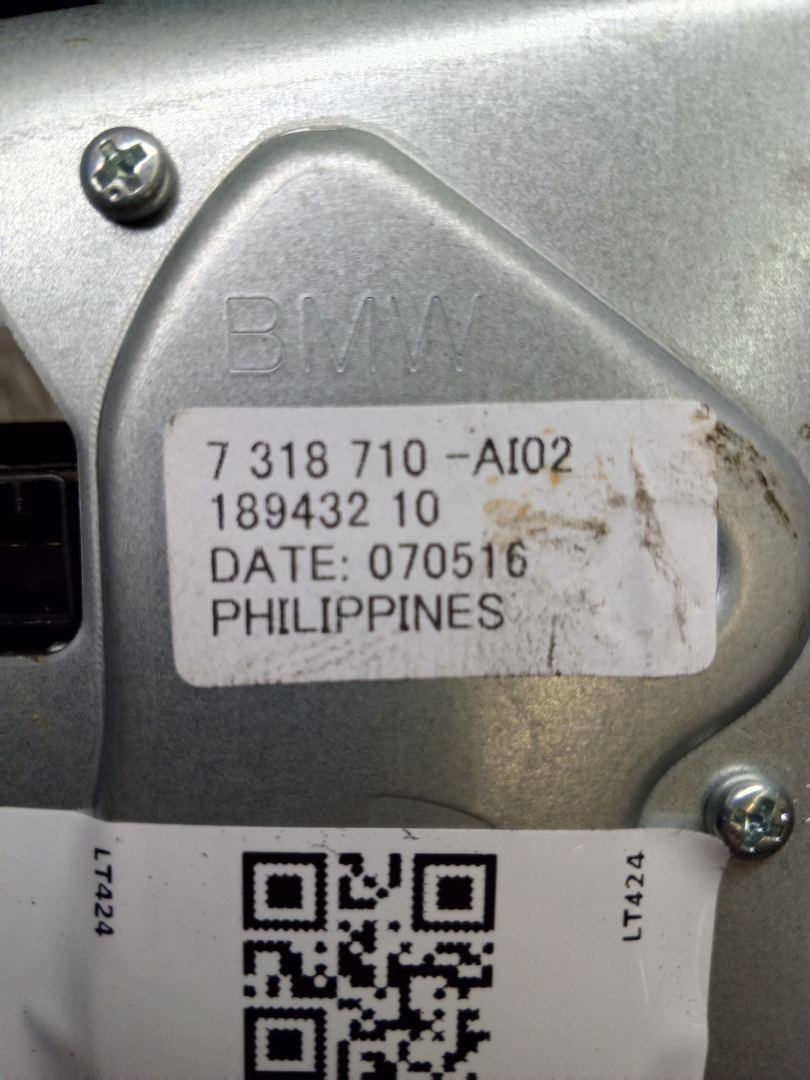 BMW
7 318 710 -AI02
189432 10
DATE: 070516
PHILIPPINES
LT424
LT424